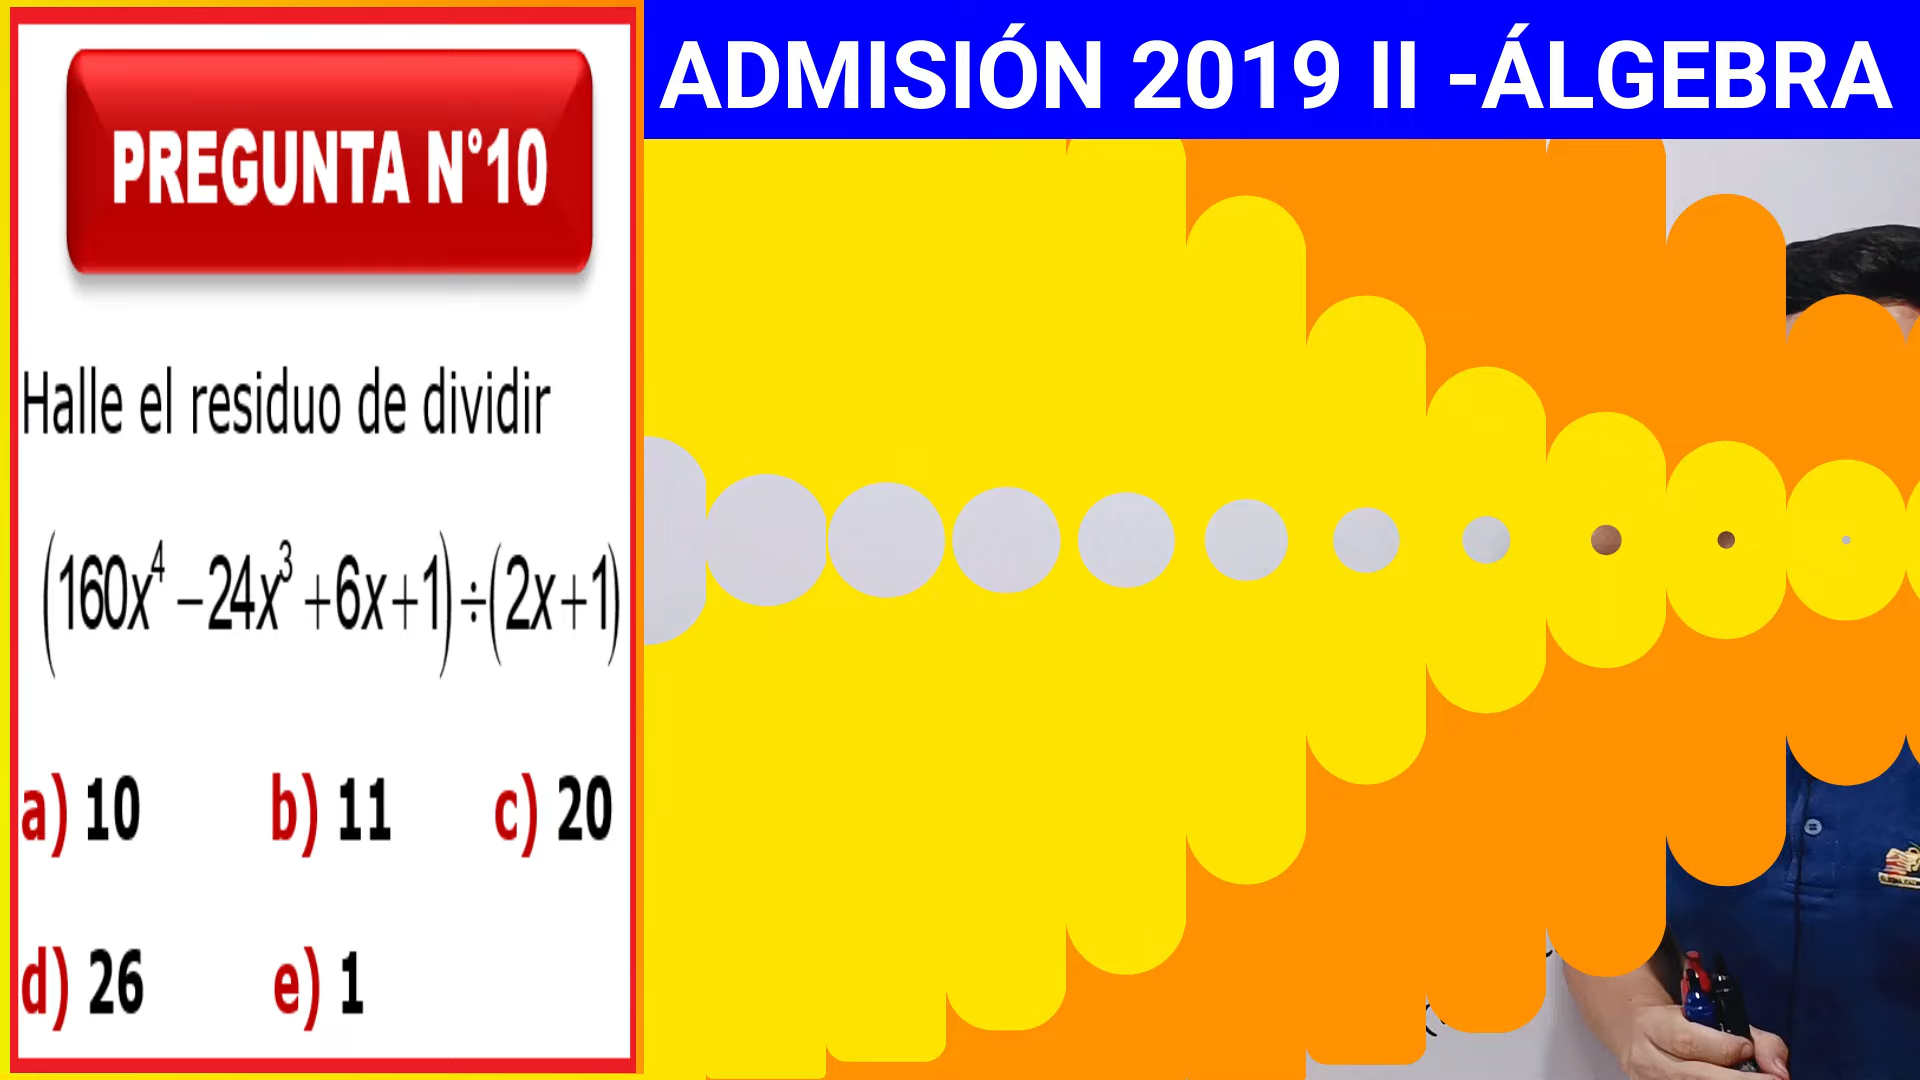 ADMISIÓN 2019 II -ÁLGEBRA
PREGUNTA N°10
Halle el residuo de dividir
(160x⁴ −24x³ +6x+1)÷(2x+1)
a) 10 b) 11 c) 20
d) 26 e) 1